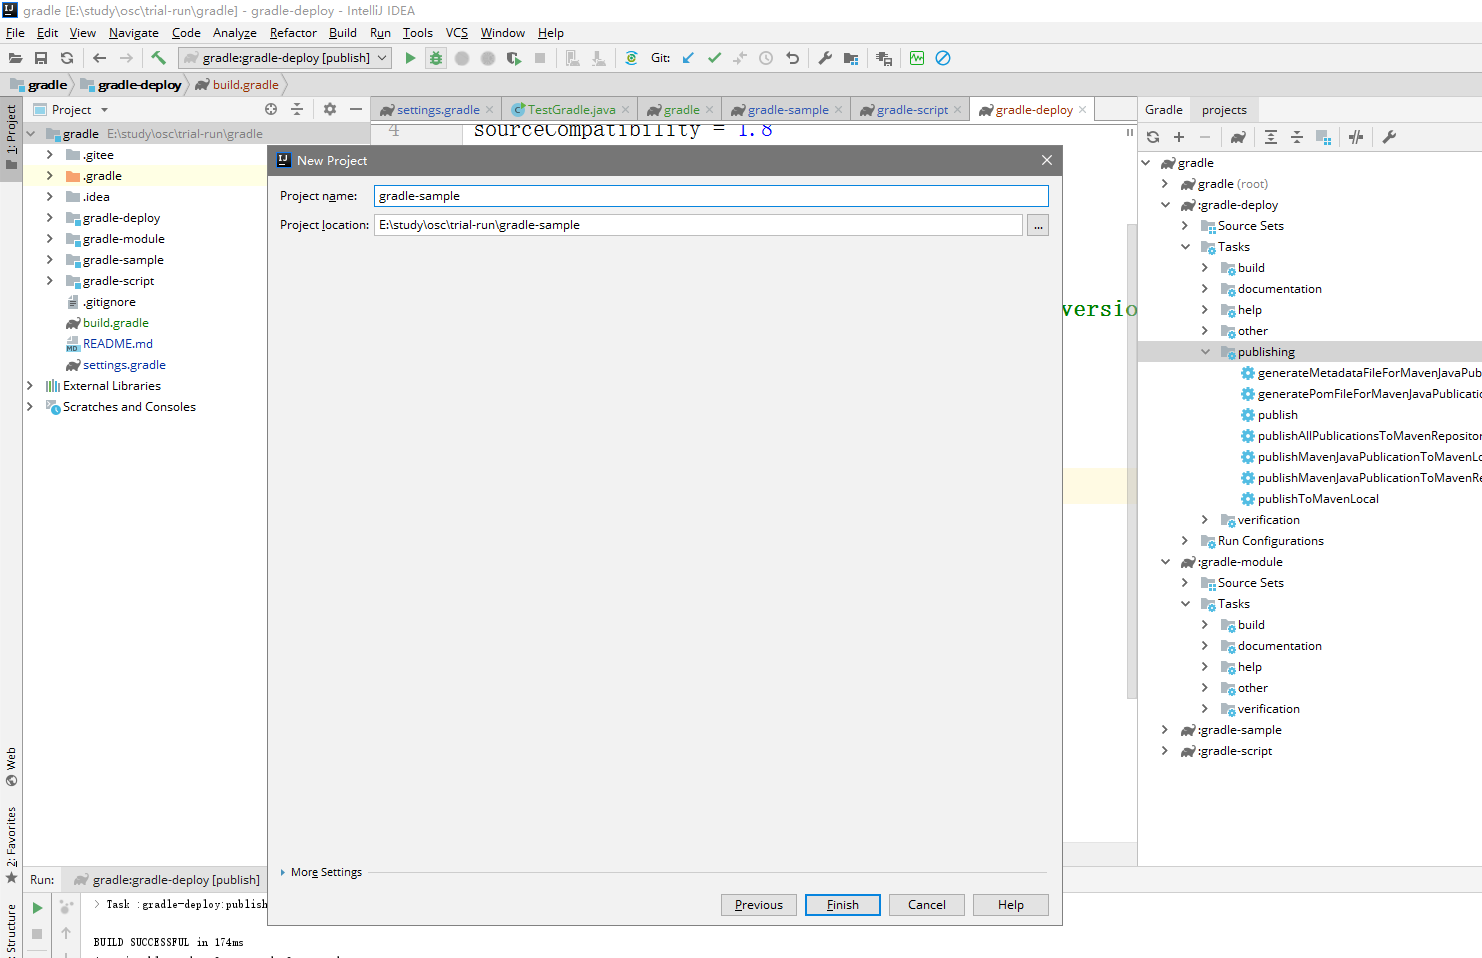 gradle [E:\study\osc\trial-run\gradle] - gradle-deploy - IntelliJ IDEA
File Edit View Navigate Code Analyze Refactor Build Run Tools VCS Window Help
gradle:gradle-deploy [publish] Git:
gradle gradle-deploy build.gradle
1: Project
Project
settings.gradle TestGradle.java gradle gradle-sample gradle-script gradle-deploy
Gradle projects
4 sourceCompatibility = 1.8
gradle E:\study\osc\trial-run\gradle
.gitee
.gradle
.idea
gradle-deploy
gradle-module
gradle-sample
gradle-script
.gitignore
build.gradle
README.md
settings.gradle
External Libraries
Scratches and Consoles
New Project
Project name: gradle-sample
Project location: E:\study\osc\trial-run\gradle-sample ...
More Settings
Previous Finish Cancel Help
versio
gradle
gradle (root)
:gradle-deploy
Source Sets
Tasks
build
documentation
help
other
publishing
generateMetadataFileForMavenJavaPub
generatePomFileForMavenJavaPublicatio
publish
publishAllPublicationsToMavenRepositor
publishMavenJavaPublicationToMavenLo
publishMavenJavaPublicationToMavenRe
publishToMavenLocal
verification
Run Configurations
:gradle-module
Source Sets
Tasks
build
documentation
help
other
verification
:gradle-sample
:gradle-script
Web
2: Favorites
Structure
Run: gradle:gradle-deploy [publish]
> Task :gradle-deploy:publish
BUILD SUCCESSFUL in 174ms